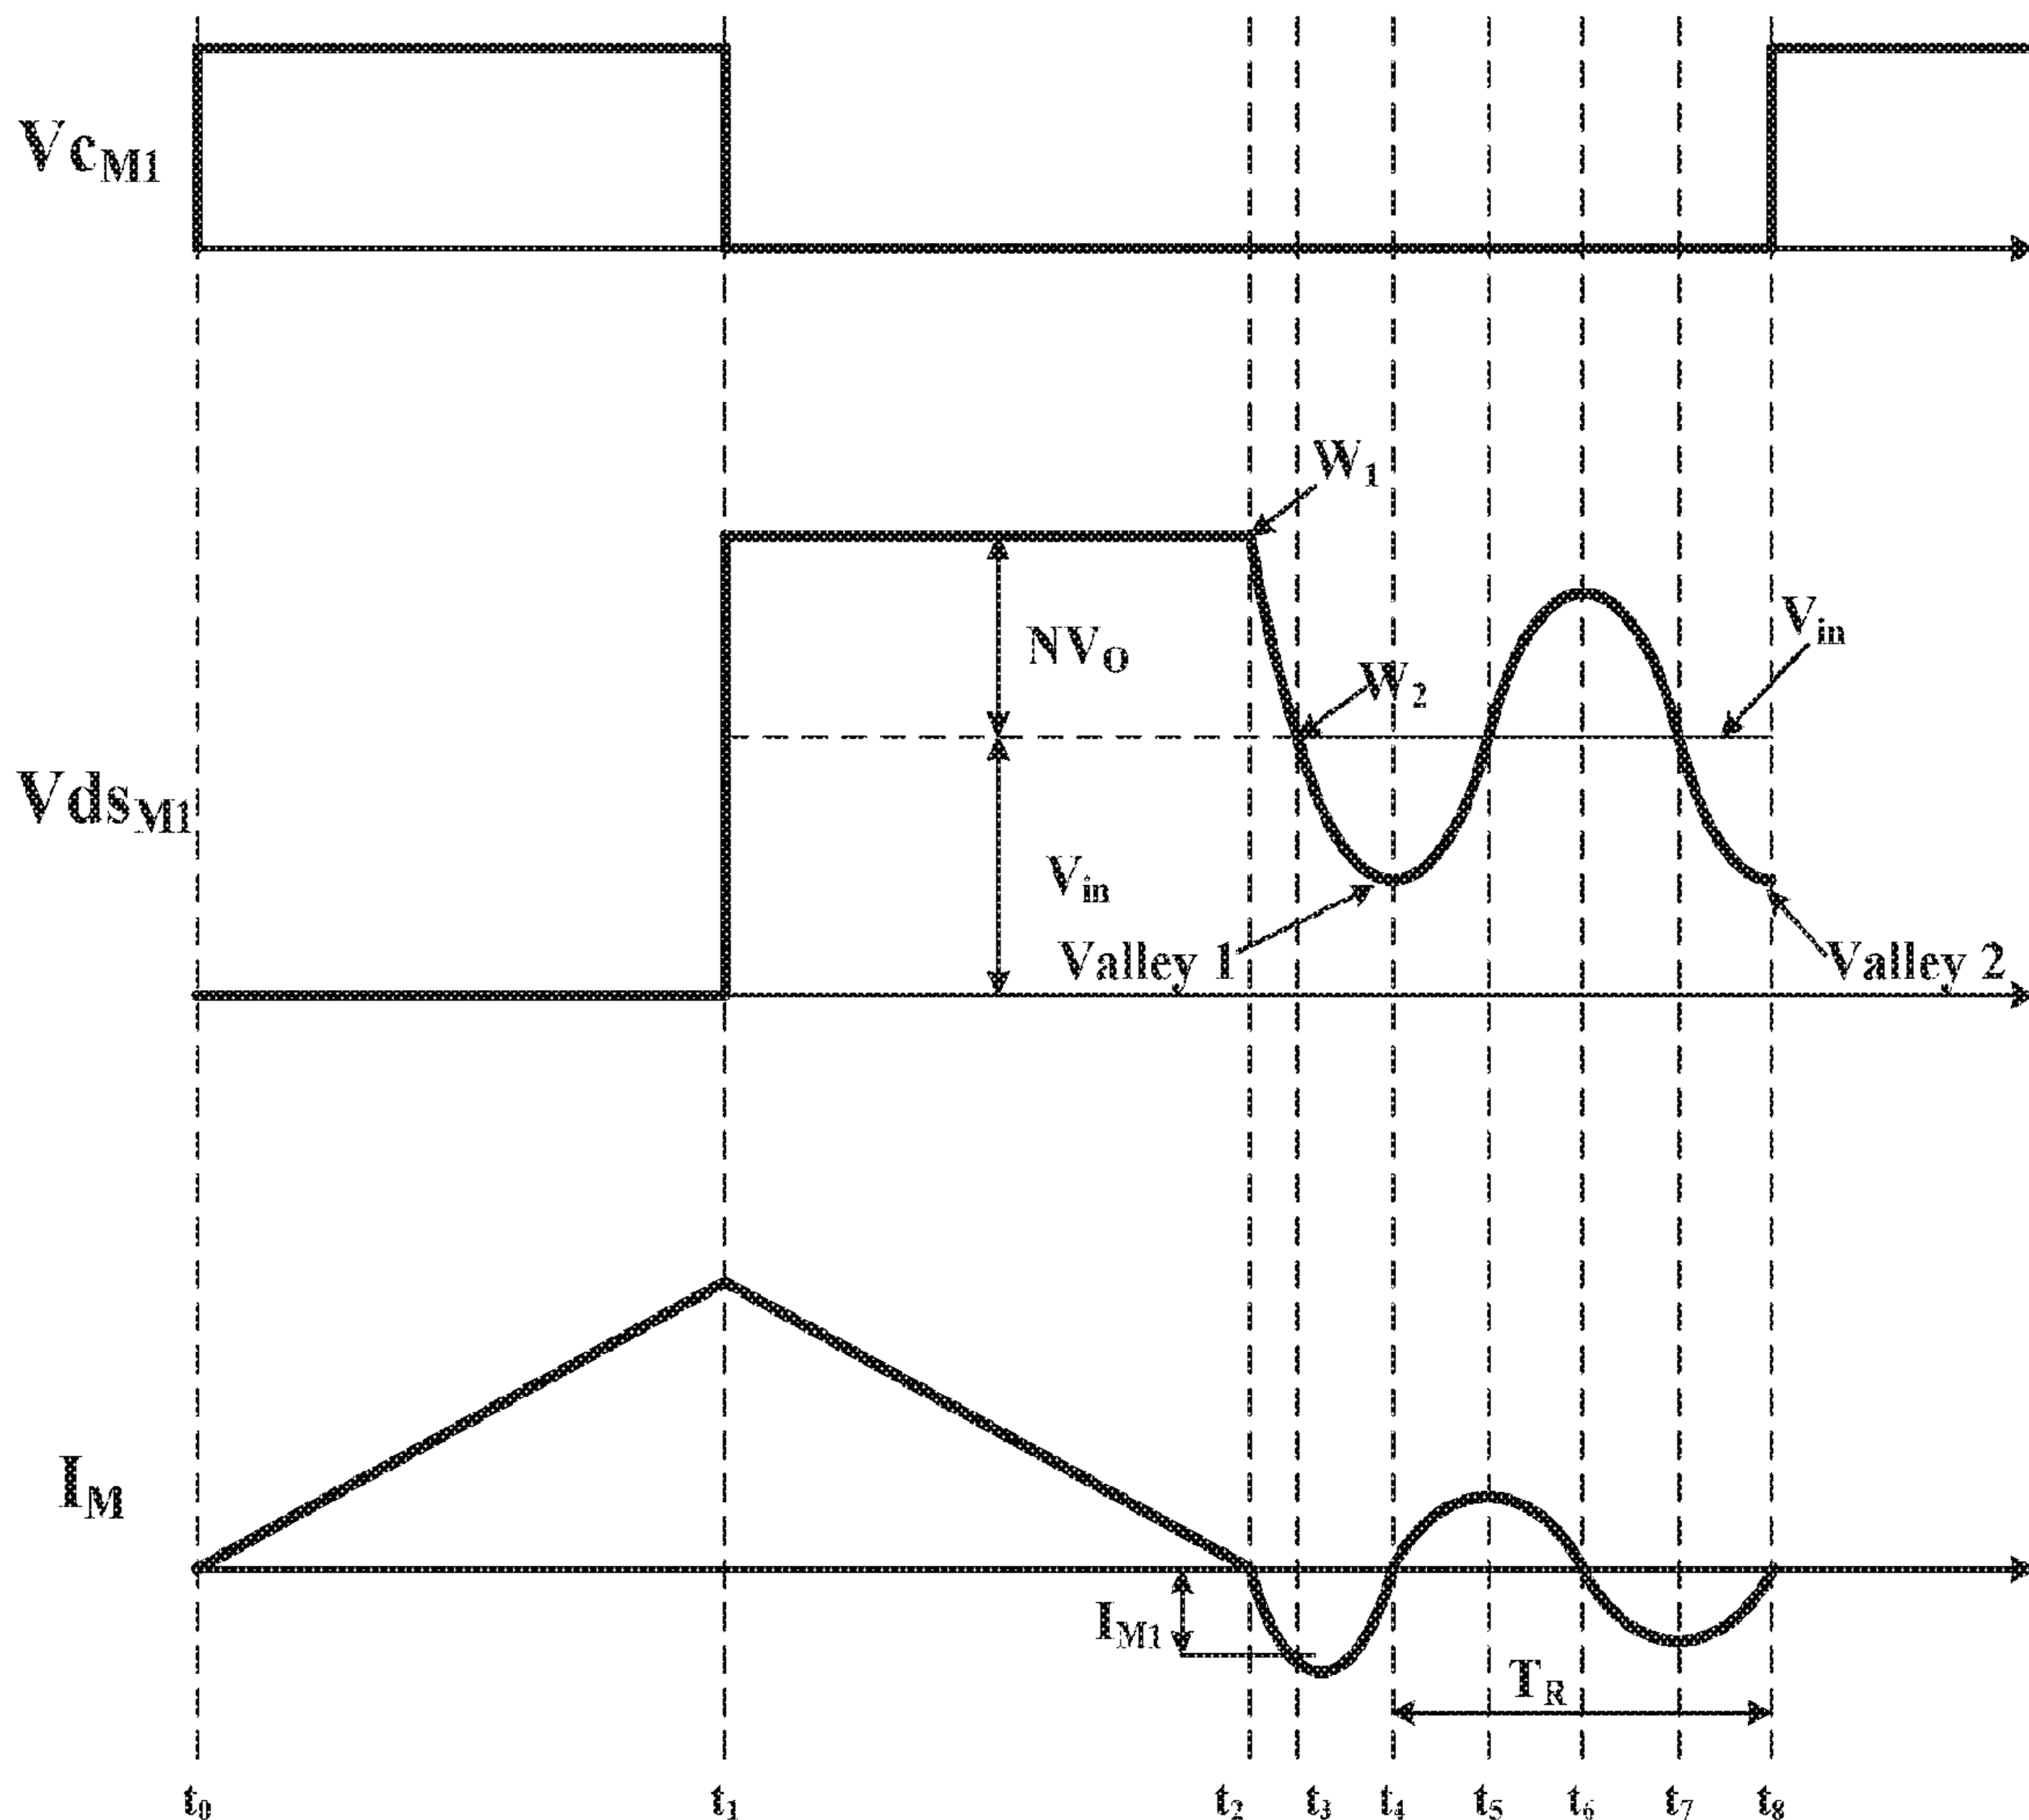 Vc_M1
W_1
NV_O
V_in
W_2
Vds_M1
V_in
Valley 1
Valley 2
I_M
I_M1
T_R
t_0 t_1 t_2 t_3 t_4 t_5 t_6 t_7 t_8